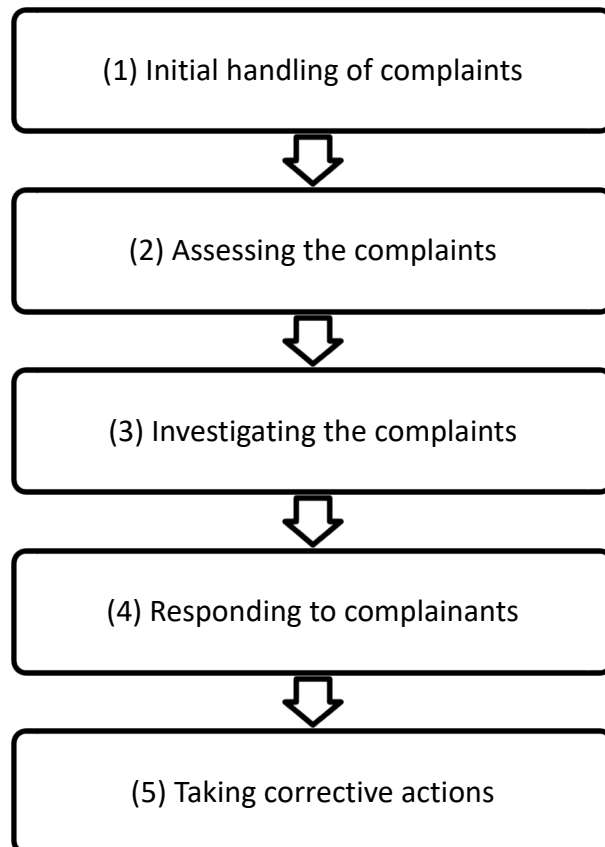 (1) Initial handling of complaints
(2) Assessing the complaints
(3) Investigating the complaints
(4) Responding to complainants
(5) Taking corrective actions